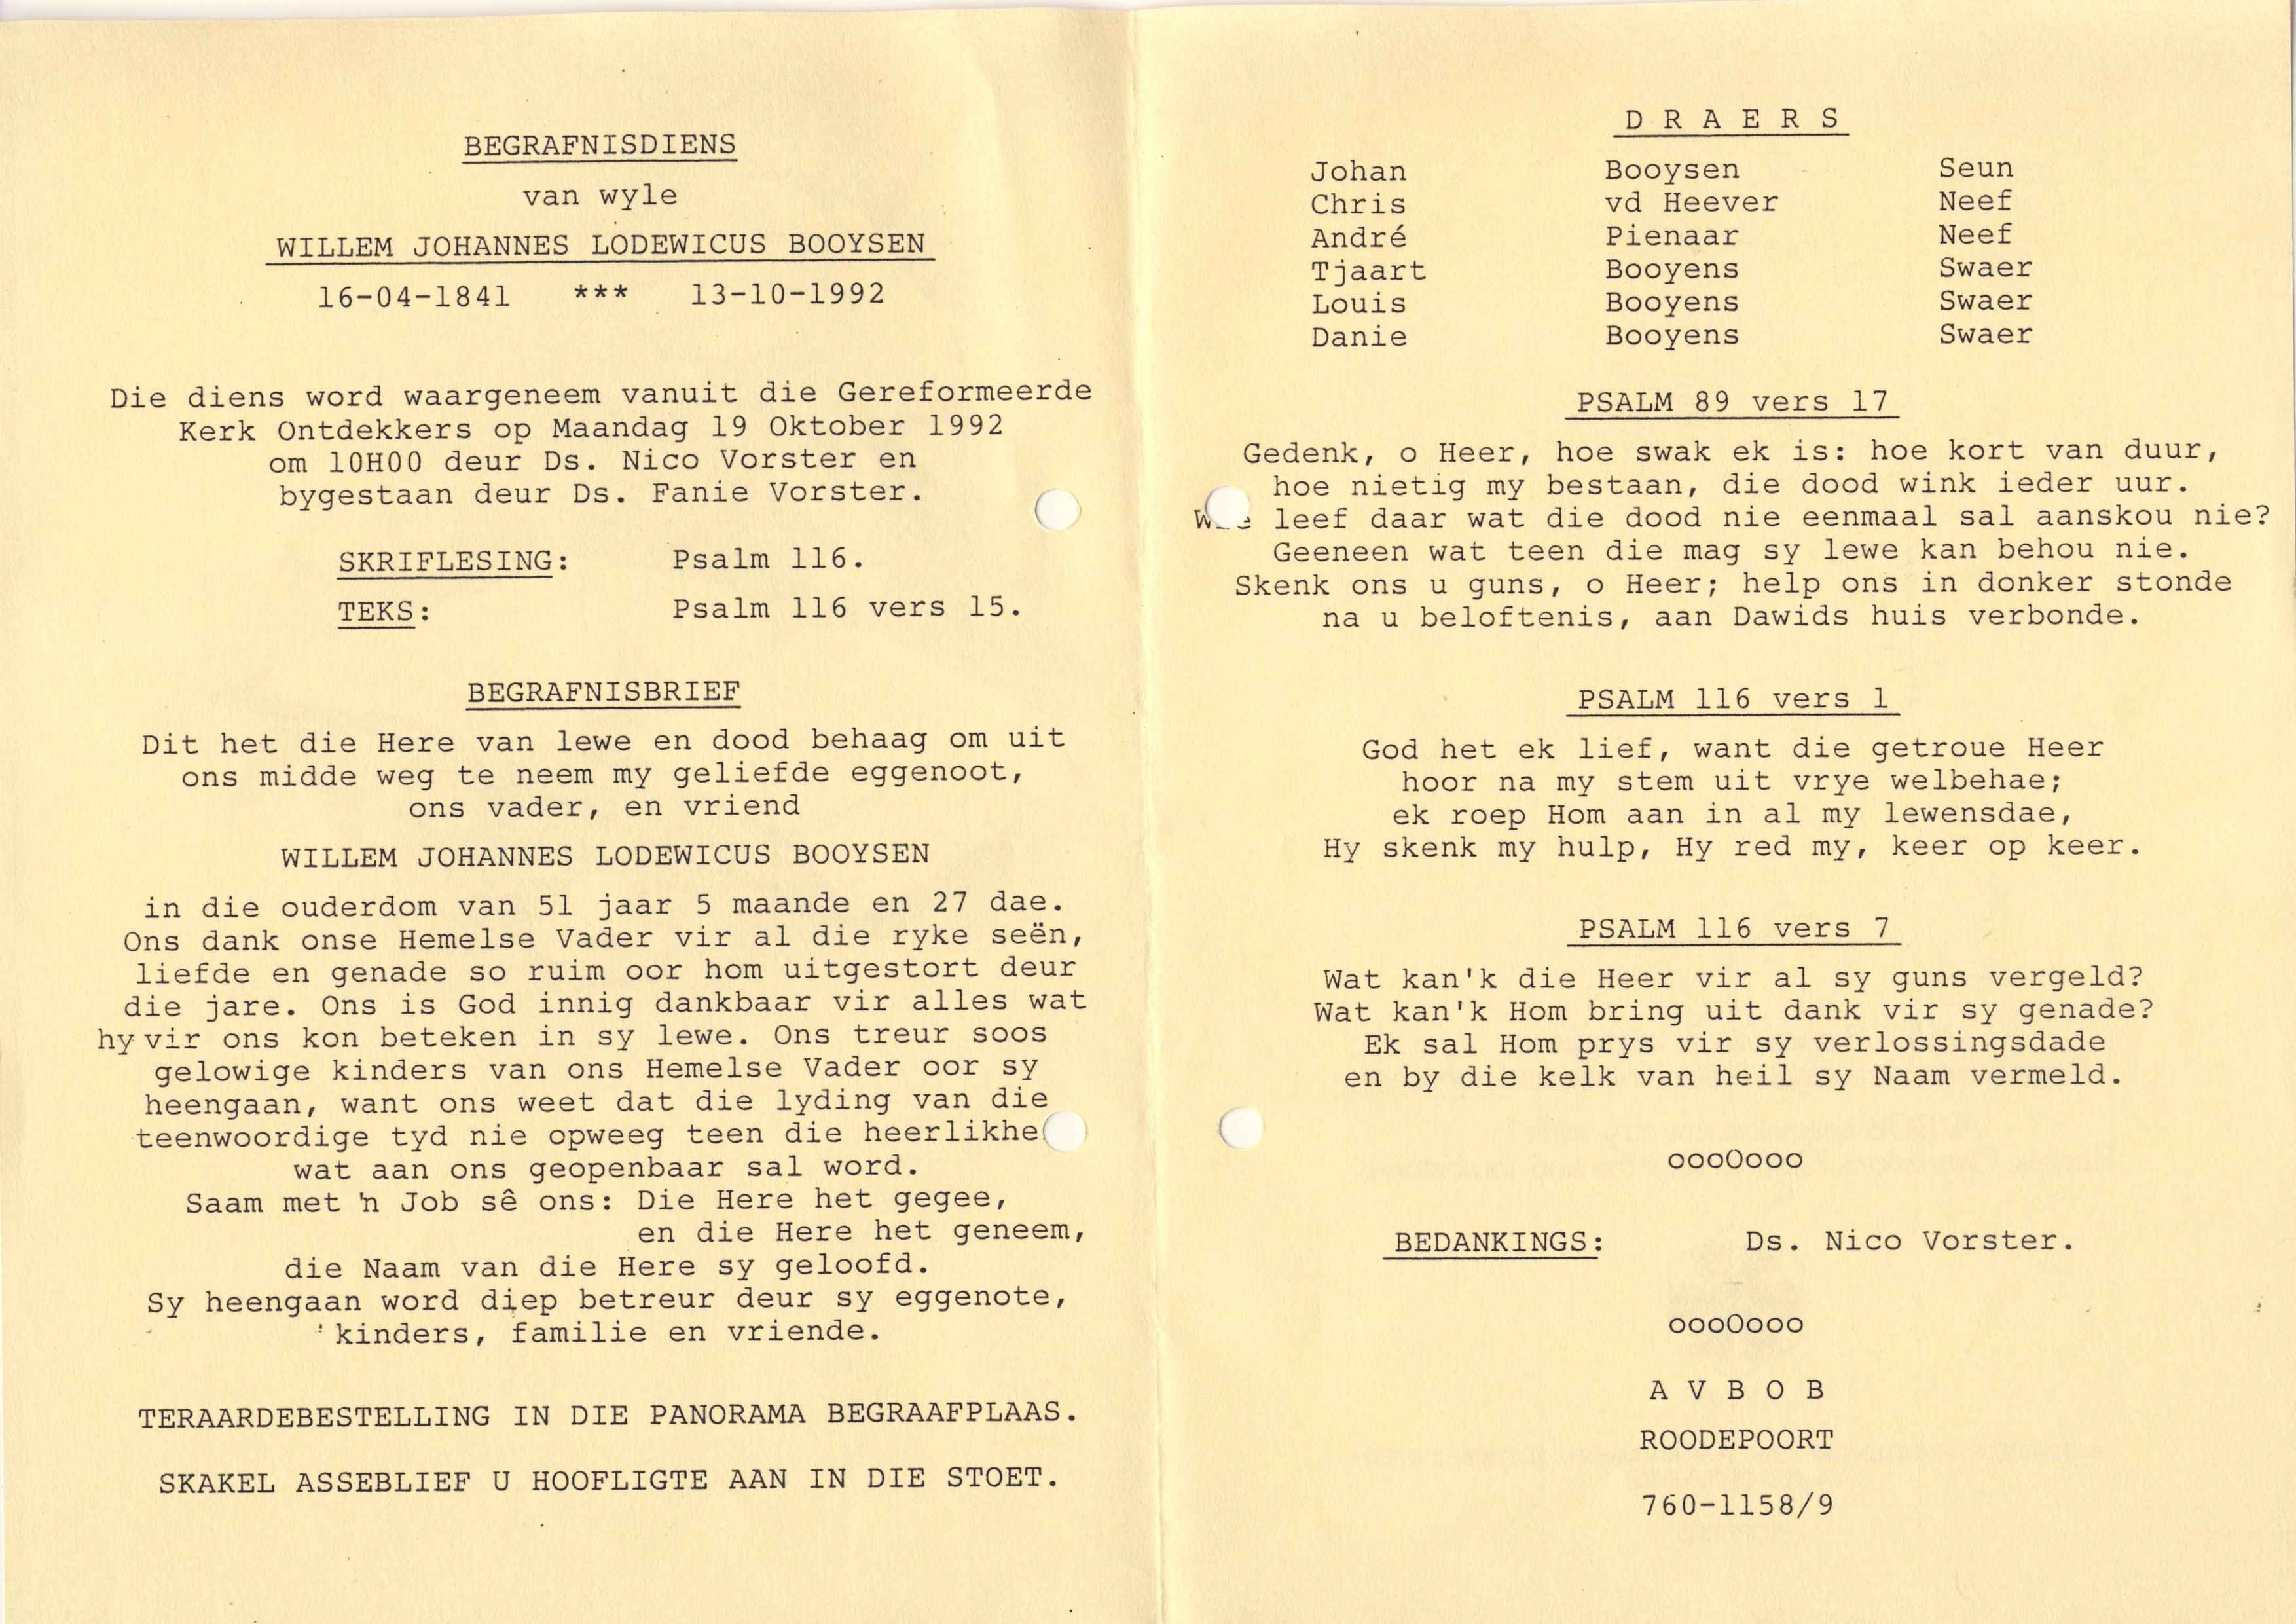 BEGRAFNISDIENS
van wyle
WILLEM JOHANNES LODEWICUS BOOYSEN
16-04-1841 *** 13-10-1992
Die diens word waargeneem vanuit die Gereformeerde
Kerk Ontdekkers op Maandag 19 Oktober 1992
om 10H00 deur Ds. Nico Vorster en
bygestaan deur Ds. Fanie Vorster.
SKRIFLESING: Psalm 116.
TEKS: Psalm 116 vers 15.
BEGRAFNISBRIEF
Dit het die Here van lewe en dood behaag om uit
ons midde weg te neem my geliefde eggenoot,
ons vader, en vriend
WILLEM JOHANNES LODEWICUS BOOYSEN
in die ouderdom van 51 jaar 5 maande en 27 dae.
Ons dank onse Hemelse Vader vir al die ryke seën,
liefde en genade so ruim oor hom uitgestort deur
die jare. Ons is God innig dankbaar vir alles wat
hy vir ons kon beteken in sy lewe. Ons treur soos
gelowige kinders van ons Hemelse Vader oor sy
heengaan, want ons weet dat die lyding van die
teenwoordige tyd nie opweeg teen die
wat aan ons geopenbaar sal word.
Saam met 'n Job sê ons: Die Here het gegee,
en die Here het geneem,
die Naam van die Here sy geloofd.
Sy heengaan word diep betreur deur sy eggenote,
kinders, familie en vriende.
TERAARDEBESTELLING IN DIE PANORAMA BEGRAAFPLAAS.
SKAKEL ASSEBLIEF U HOOFLIGTE AAN IN DIE STOET.
D R A E R S
Johan Booysen Seun
Chris vd Heever Neef
André Pienaar Neef
Tjaart Booyens Swaer
Louis Booyens Swaer
Danie Booyens Swaer
PSALM 89 vers 17
Gedenk, o Heer, hoe swak ek is: hoe kort van duur,
hoe nietig my bestaan, die dood wink ieder uur.
leef daar wat die dood nie eenmaal sal aanskou nie?
Geeneen wat teen die mag sy lewe kan behou nie.
Skenk ons u guns, o Heer; help ons in donker stonde
na u beloftenis, aan Dawids huis verbonde.
PSALM 116 vers 1
God het ek lief, want die getroue Heer
hoor na my stem uit vrye welbehae;
ek roep Hom aan in al my lewensdae,
Hy skenk my hulp, Hy red my, keer op keer.
PSALM 116 vers 7
Wat kan'k die Heer vir al sy guns vergeld?
Wat kan'k Hom bring uit dank vir sy genade?
Ek sal Hom prys vir sy verlossingsdade
en by die kelk van heil sy Naam vermeld.
oooOooo
BEDANKINGS: Ds. Nico Vorster.
oooOooo
A V B O B
ROODEPOORT
760-1158/9